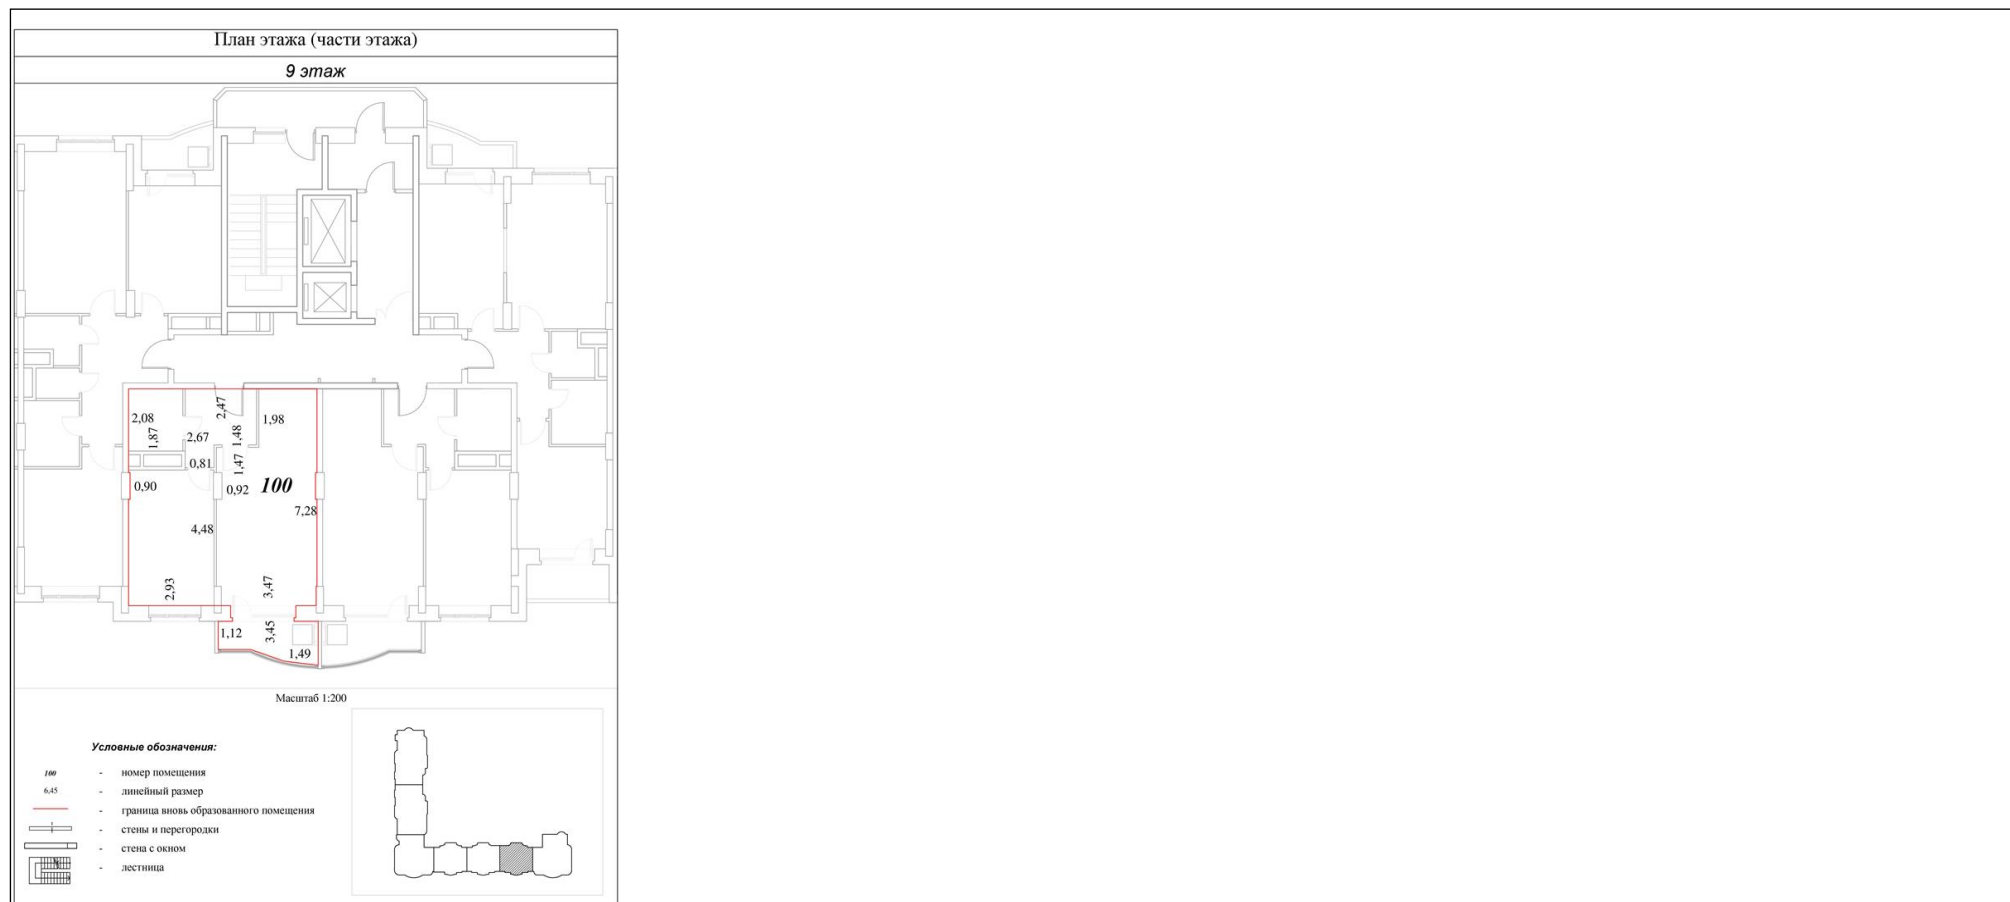 План этажа (части этажа)
9 этаж
2,47
2,08
1,98
1,87
2,67
1,48
0,81
1,47
0,90
0,92
100
7,28
4,48
2,93
3,47
1,12
3,45
1,49
Масштаб 1:200
Условные обозначения:
100 - номер помещения
6,45 - линейный размер
- граница вновь образованного помещения
- стены и перегородки
- стена с окном
- лестница